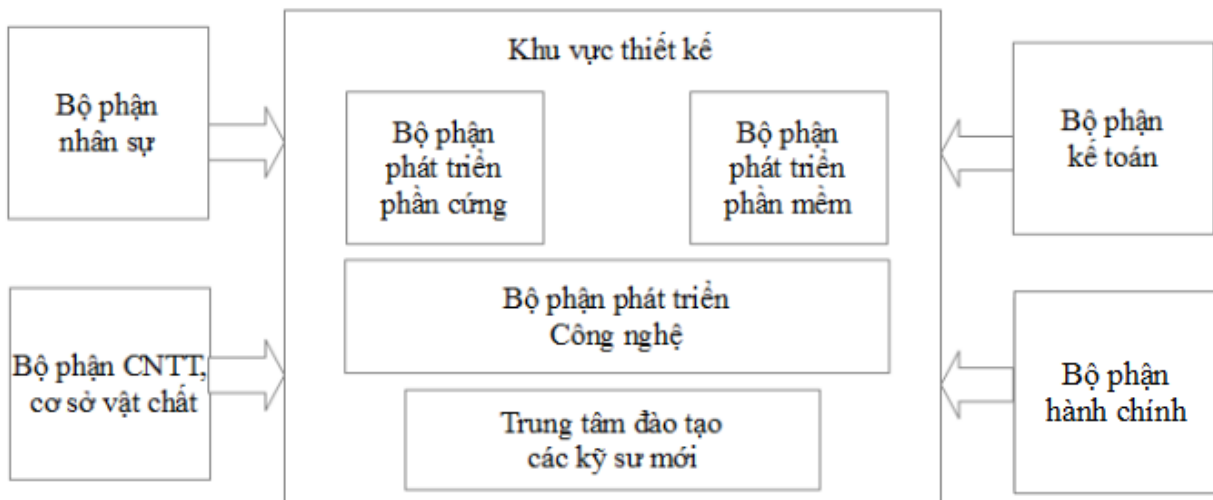 Khu vực thiết kế
Bộ phận
nhân sự
Bộ phận
phát triển
phần cứng
Bộ phận
phát triển
phần mềm
Bộ phận
kế toán
Bộ phận phát triển
Công nghệ
Bộ phận CNTT,
cơ sở vật chất
Bộ phận
hành chính
Trung tâm đào tạo
các kỹ sư mới